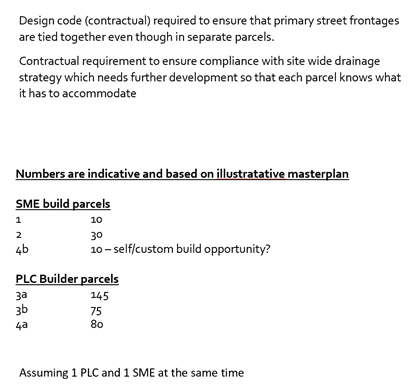 Design code (contractual) required to ensure that primary street frontages
are tied together even though in separate parcels.
Contractual requirement to ensure compliance with site wide drainage
strategy which needs further development so that each parcel knows what
it has to accommodate
Numbers are indicative and based on illustratative masterplan
SME build parcels
1 10
2 30
4b 10 – self/custom build opportunity?
PLC Builder parcels
3a 145
3b 75
4a 80
Assuming 1 PLC and 1 SME at the same time